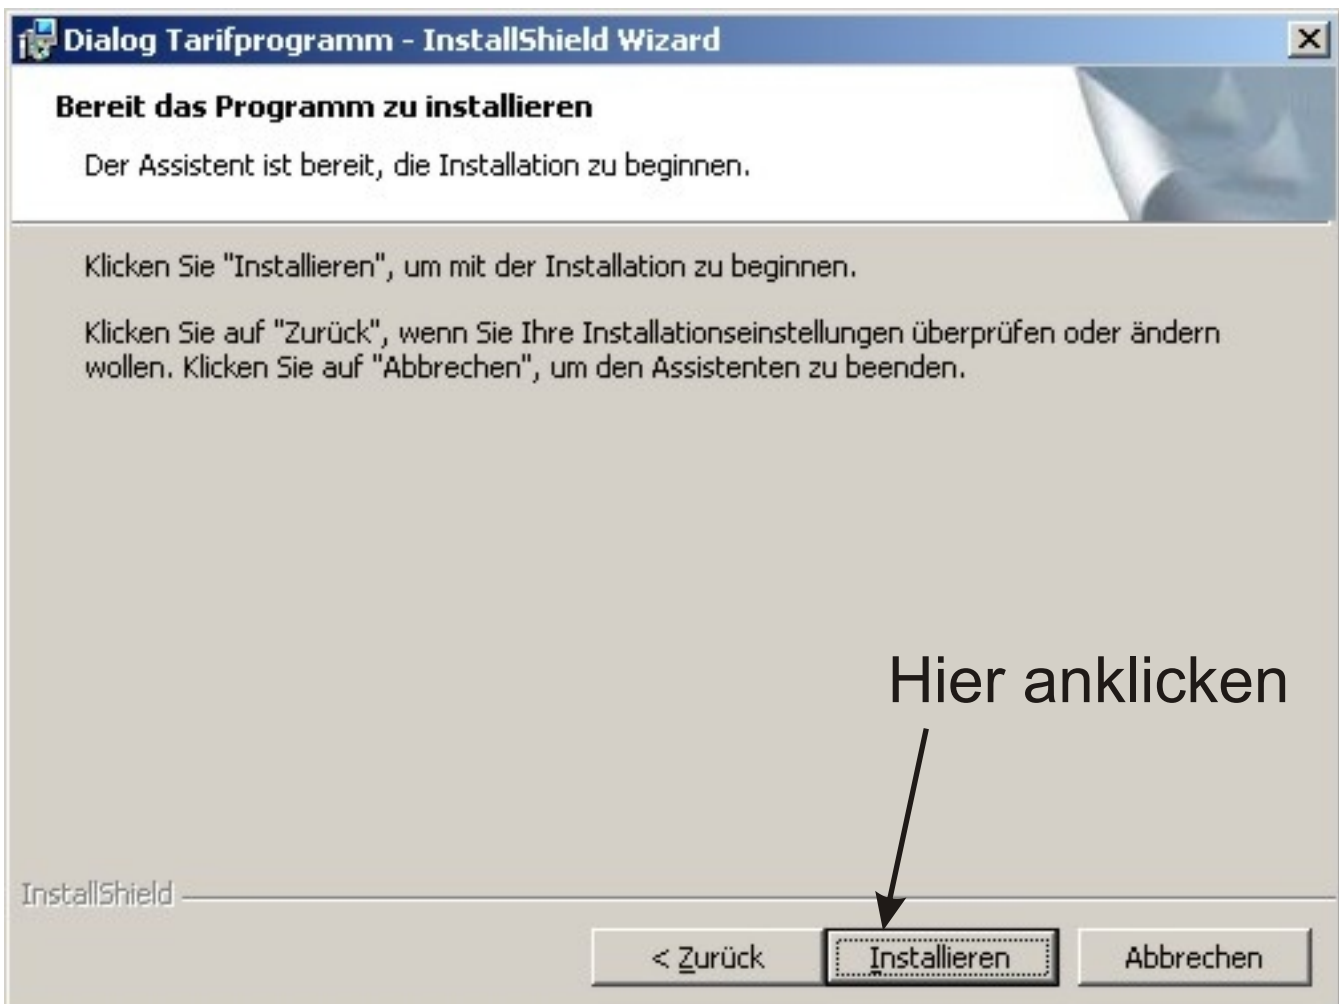 Dialog Tarifprogramm - InstallShield Wizard
Bereit das Programm zu installieren
Der Assistent ist bereit, die Installation zu beginnen.
Klicken Sie "Installieren", um mit der Installation zu beginnen.
Klicken Sie auf "Zurück", wenn Sie Ihre Installationseinstellungen überprüfen oder ändern
wollen. Klicken Sie auf "Abbrechen", um den Assistenten zu beenden.
Hier anklicken
InstallShield
< Zurück Installieren Abbrechen